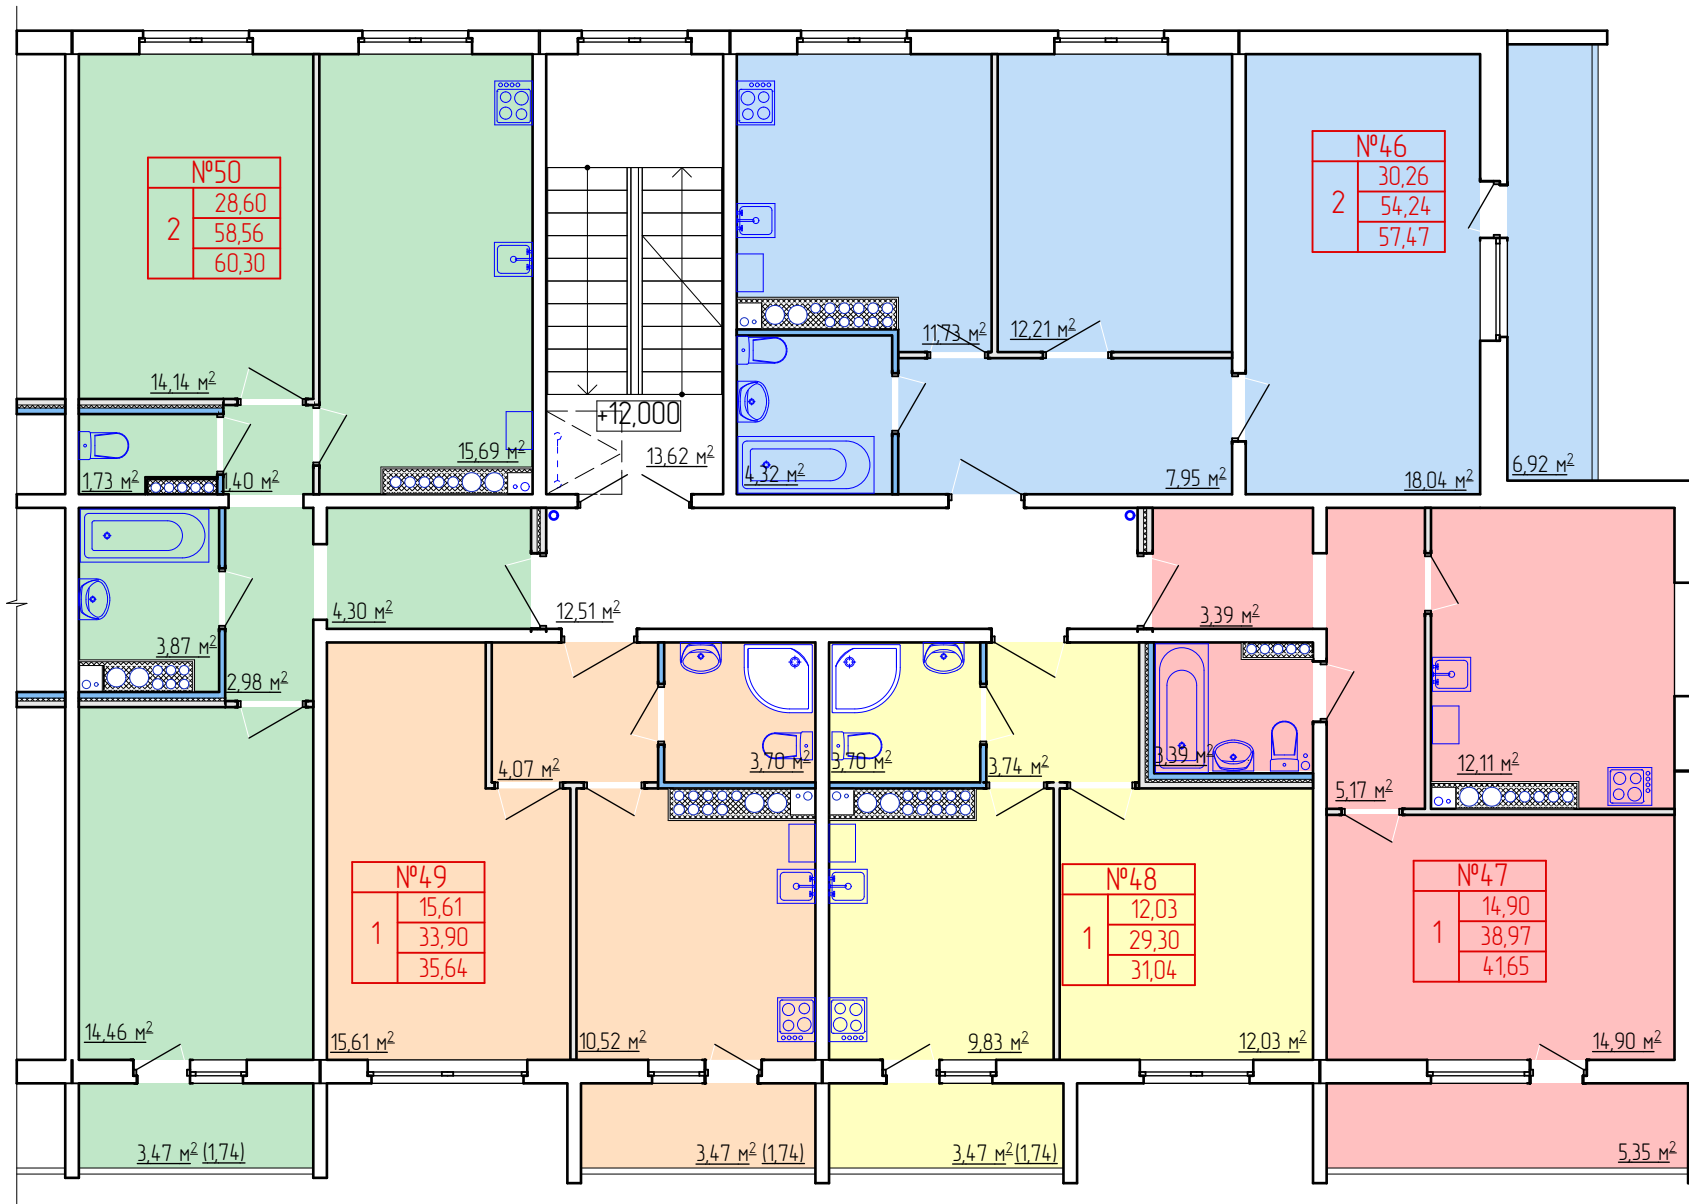 №50
2
28,60
58,56
60,30
№46
2
30,26
54,24
57,47
11,73 м²
12,21 м²
14,14 м²
+12,000
15,69 м²
13,62 м²
1,73 м²
1,40 м²
4,32 м²
7,95 м²
18,04 м²
6,92 м²
4,30 м²
12,51 м²
3,39 м²
3,87 м²
2,98 м²
4,07 м²
3,70 м²
3,70 м²
3,74 м²
3,39 м²
12,11 м²
5,17 м²
№49
1
15,61
33,90
35,64
№48
1
12,03
29,30
31,04
№47
1
14,90
38,97
41,65
14,46 м²
15,61 м²
10,52 м²
9,83 м²
12,03 м²
14,90 м²
3,47 м² (1,74)
3,47 м² (1,74)
3,47 м² (1,74)
5,35 м²